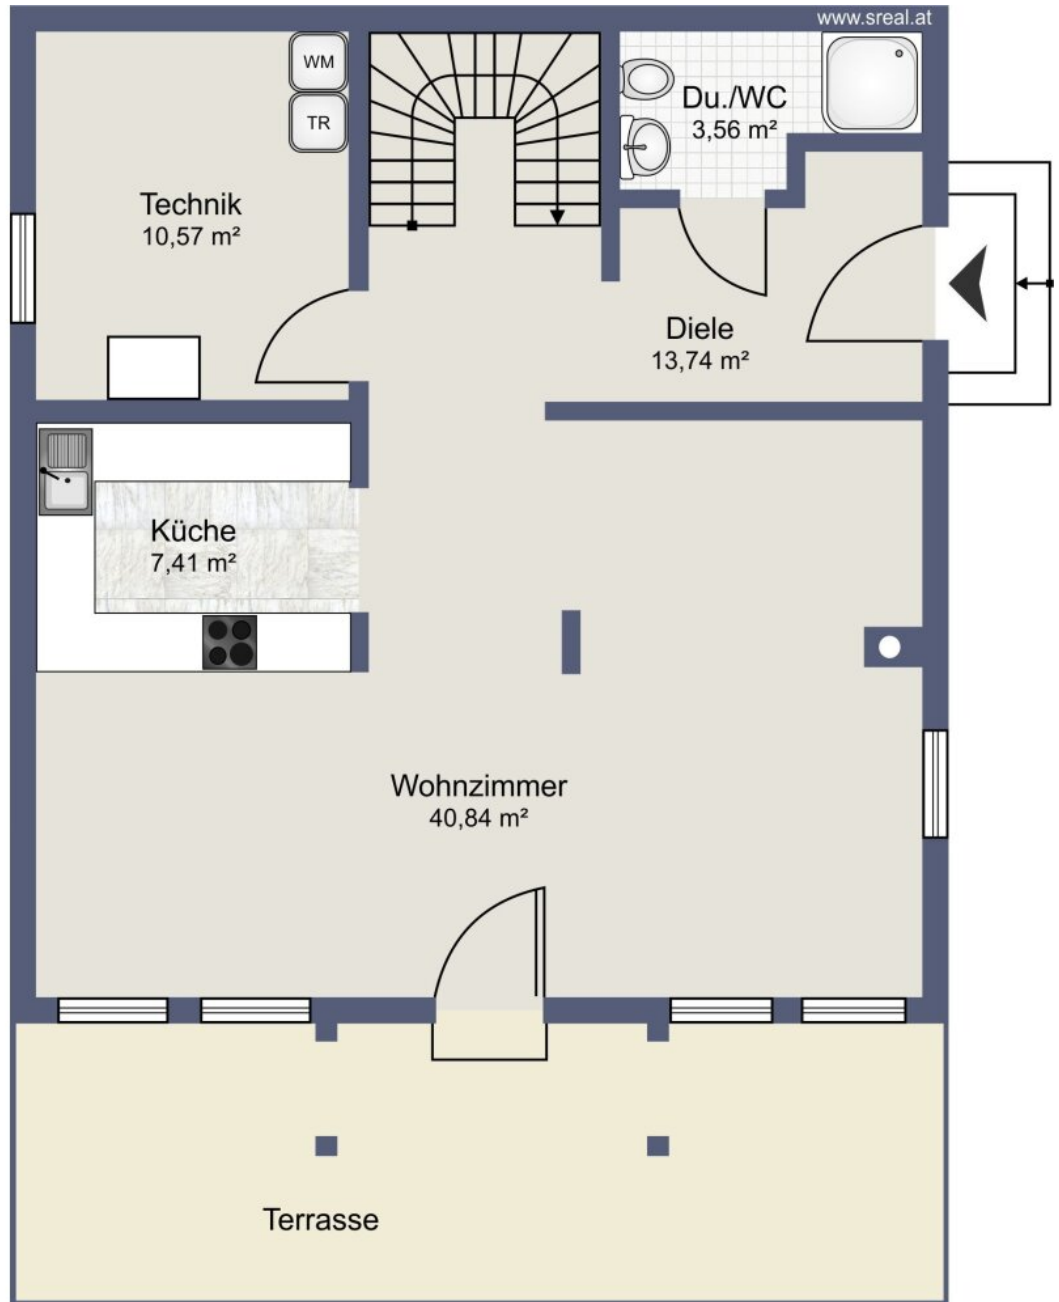 www.sreal.at
WM
TR
Du./WC
3,56 m²
Technik
10,57 m²
Diele
13,74 m²
Küche
7,41 m²
Wohnzimmer
40,84 m²
Terrasse